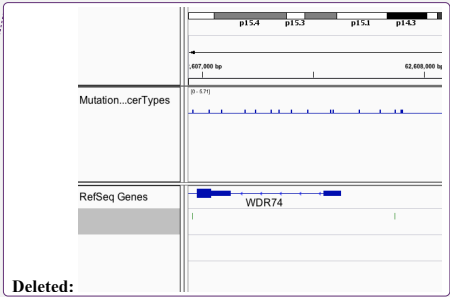 p15.4 p15.3 p15.1 p14.3
,607,000 bp 62,608,000 bp
[0 - 5.71]
Mutation...cerTypes
RefSeq Genes
WDR74
Deleted: